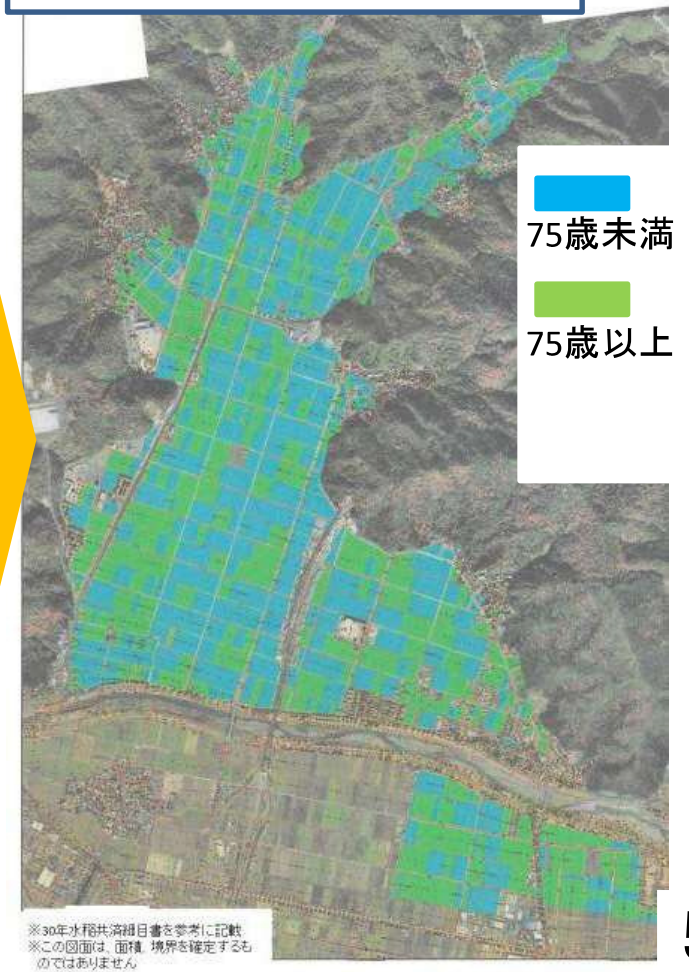 75歳未満
75歳以上
※30年水稲共済細目書を参考に記載
※この図面は、面積、境界を確定するも
のではありません
5